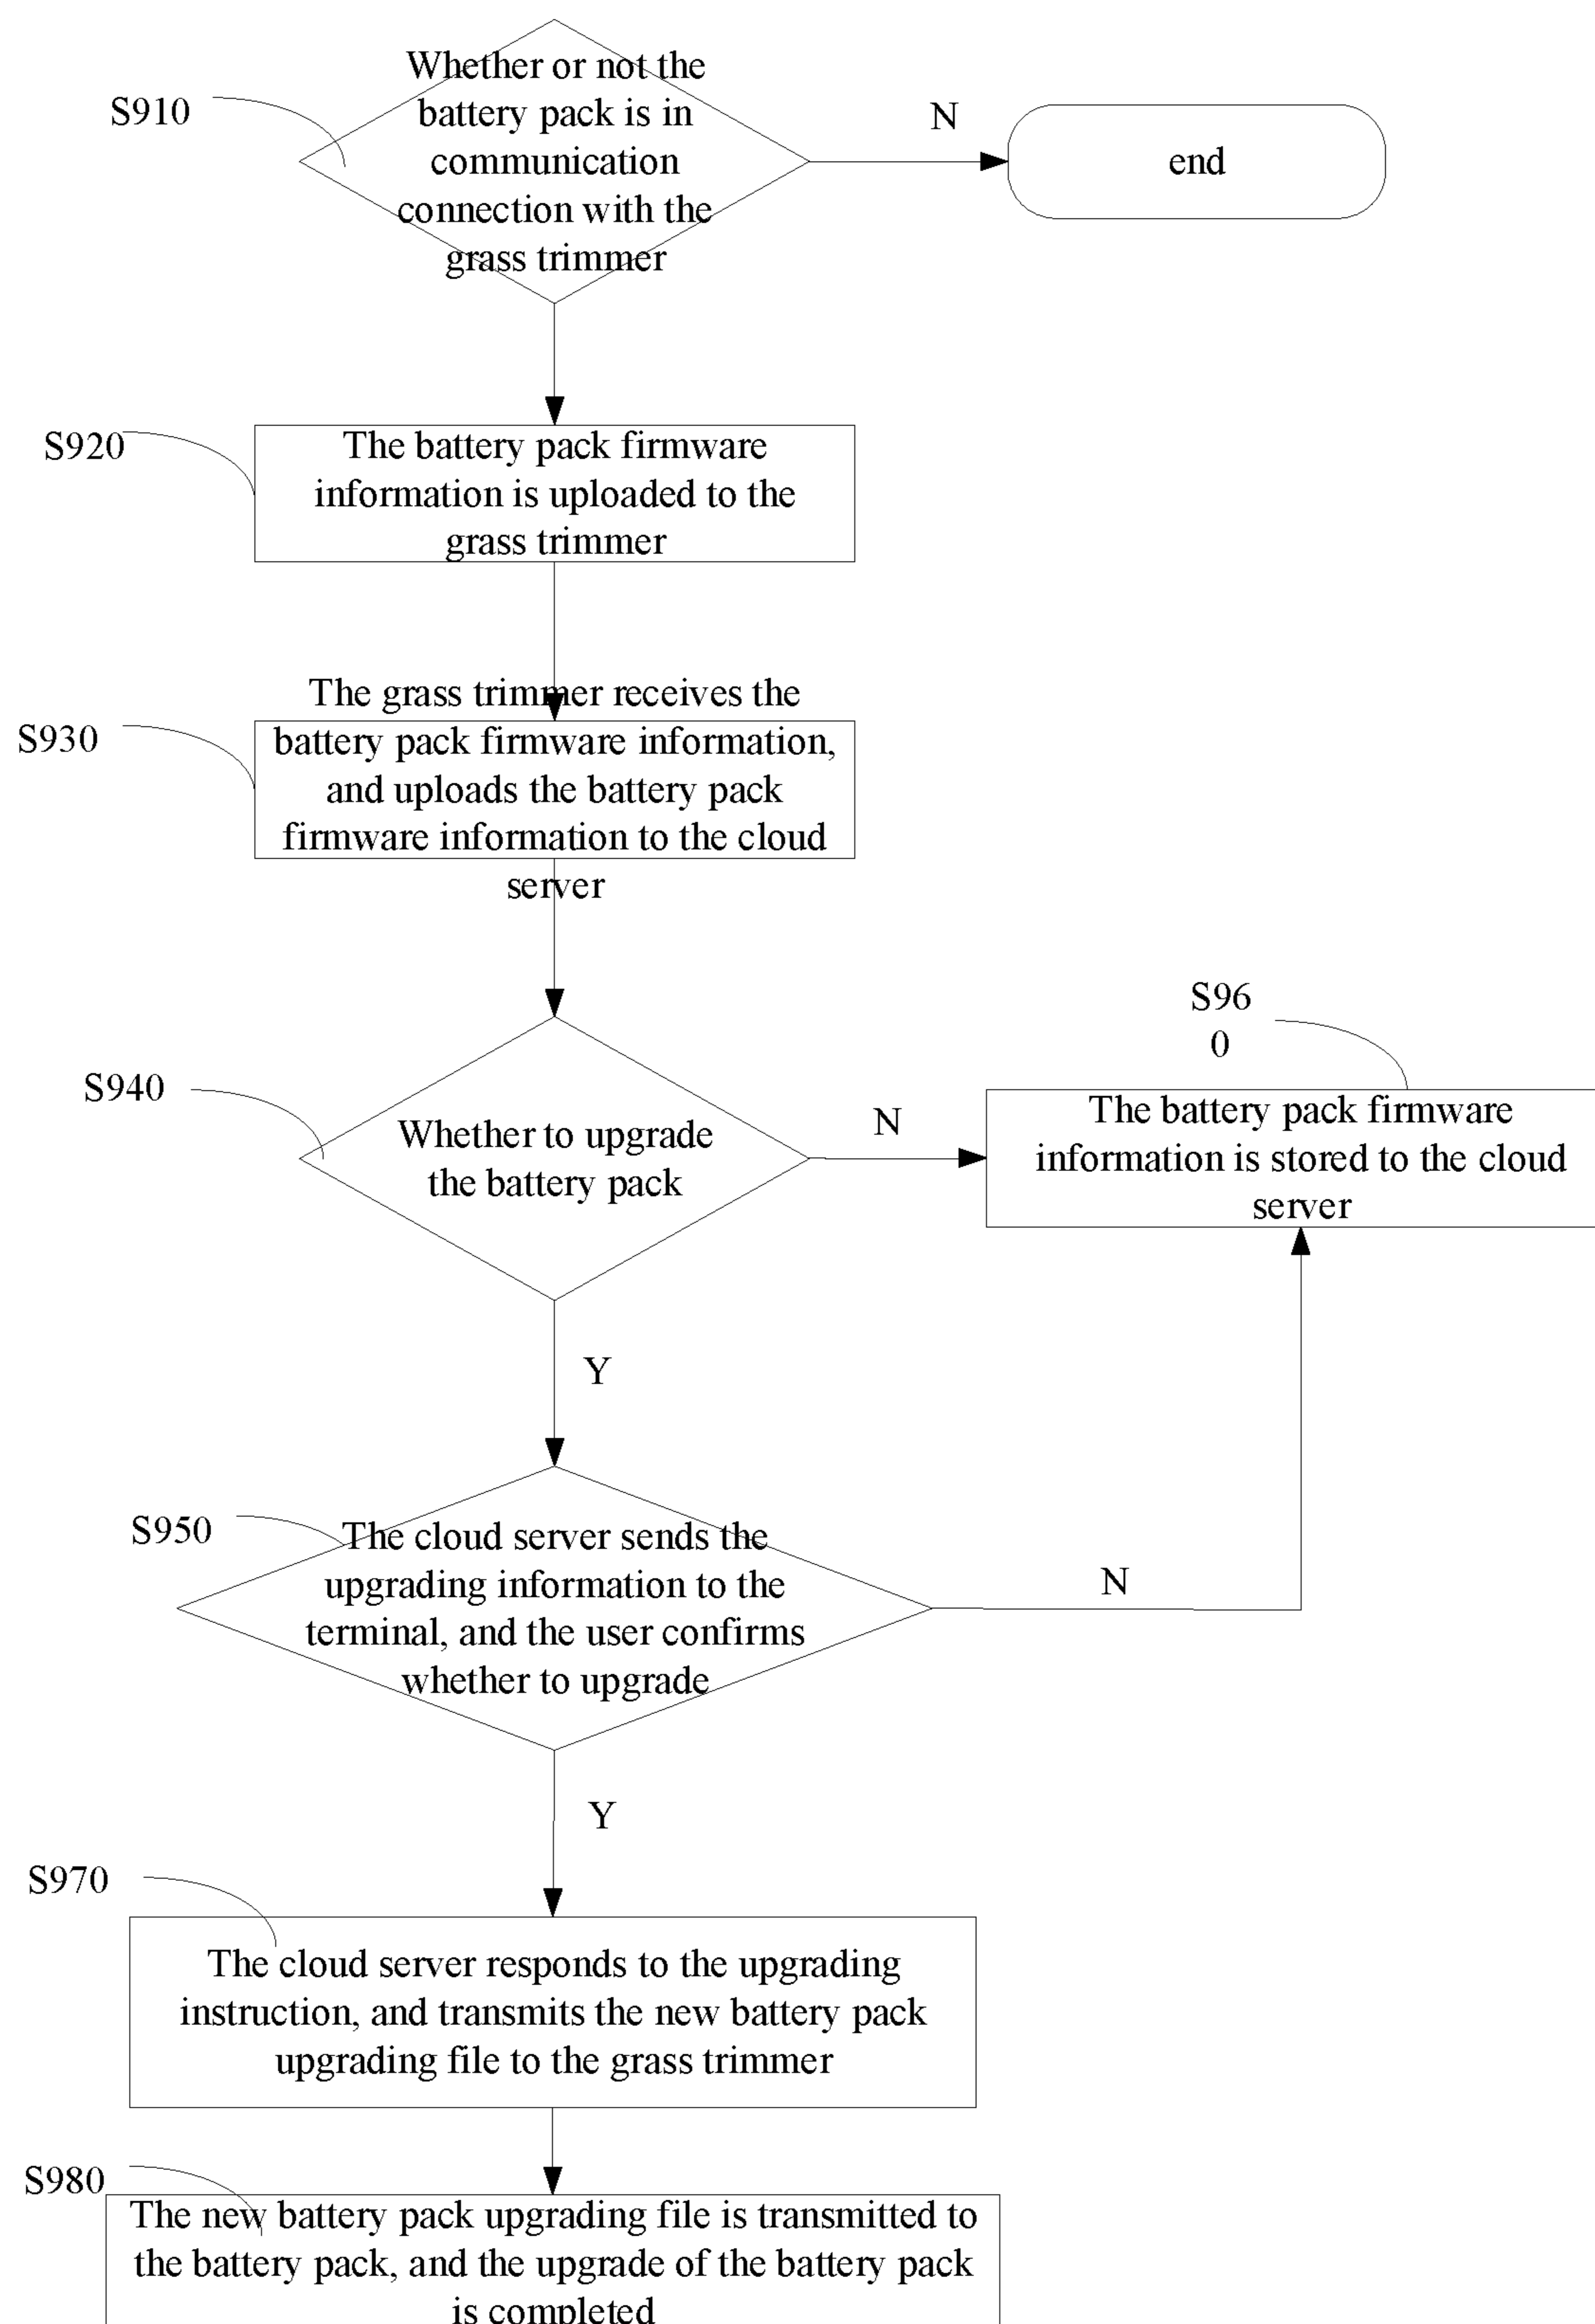 Whether or not the
battery pack is in
communication
connection with the
grass trimmer
S910
N
end
S920
The battery pack firmware
information is uploaded to the
grass trimmer
S930
The grass trimmer receives the
battery pack firmware information,
and uploads the battery pack
firmware information to the cloud
server
S940
Whether to upgrade
the battery pack
N
S96
0
The battery pack firmware
information is stored to the cloud
server
Y
S950
The cloud server sends the
upgrading information to the
terminal, and the user confirms
whether to upgrade
N
Y
S970
The cloud server responds to the upgrading
instruction, and transmits the new battery pack
upgrading file to the grass trimmer
S980
The new battery pack upgrading file is transmitted to
the battery pack, and the upgrade of the battery pack
is completed